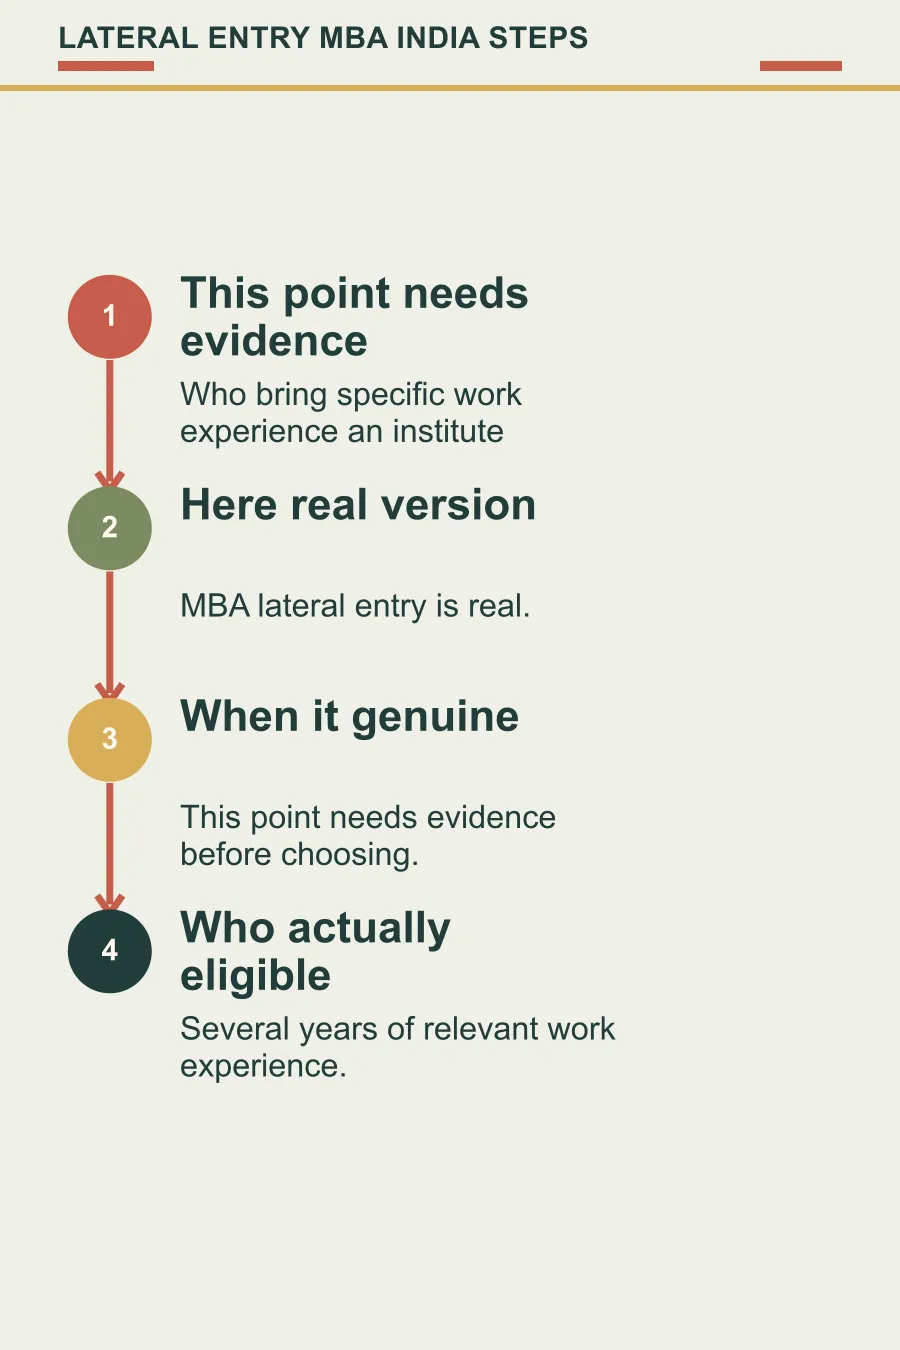 LATERAL ENTRY MBA INDIA STEPS
1
This point needs
evidence
Who bring specific work
experience an institute
2
Here real version
MBA lateral entry is real.
3
When it genuine
This point needs evidence
before choosing.
4
Who actually
eligible
Several years of relevant work
experience.